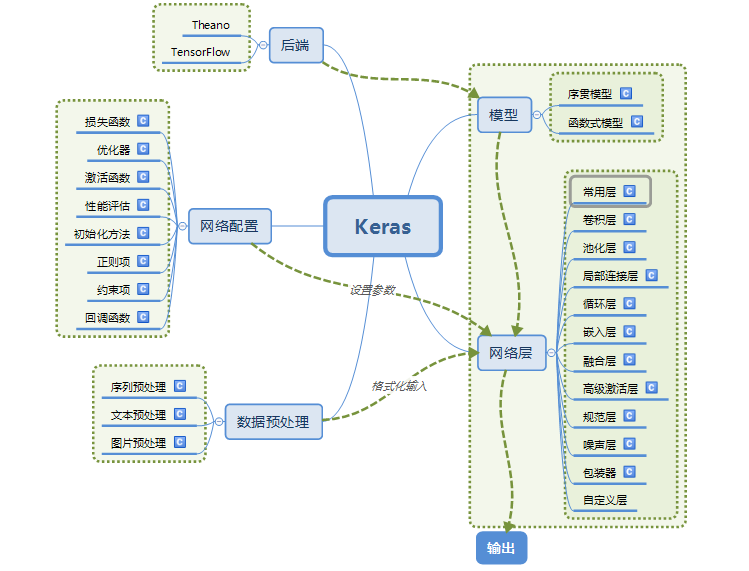 Theano
TensorFlow
后端
损失函数 C
优化器 C
激活函数 C
性能评估 C
初始化方法 C
正则项 C
约束项 C
回调函数 C
网络配置
序列预处理 C
文本预处理 C
图片预处理 C
数据预处理
Keras
设置参数
格式化输入
模型
序贯模型 C
函数式模型 C
网络层
常用层 C
卷积层 C
池化层 C
局部连接层 C
循环层 C
嵌入层 C
融合层 C
高级激活层 C
规范层 C
噪声层 C
包装器 C
自定义层
输出